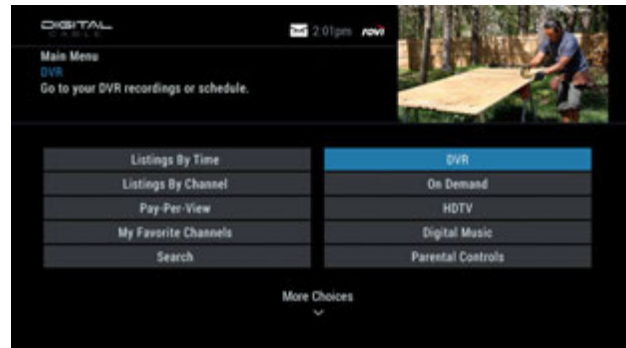 DIGITAL
CABLE
2:01pm rovi
Main Menu
DVR
Go to your DVR recordings or schedule.
Listings By Time
DVR
Listings By Channel
On Demand
Pay-Per-View
HDTV
My Favorite Channels
Digital Music
Search
Parental Controls
More Choices